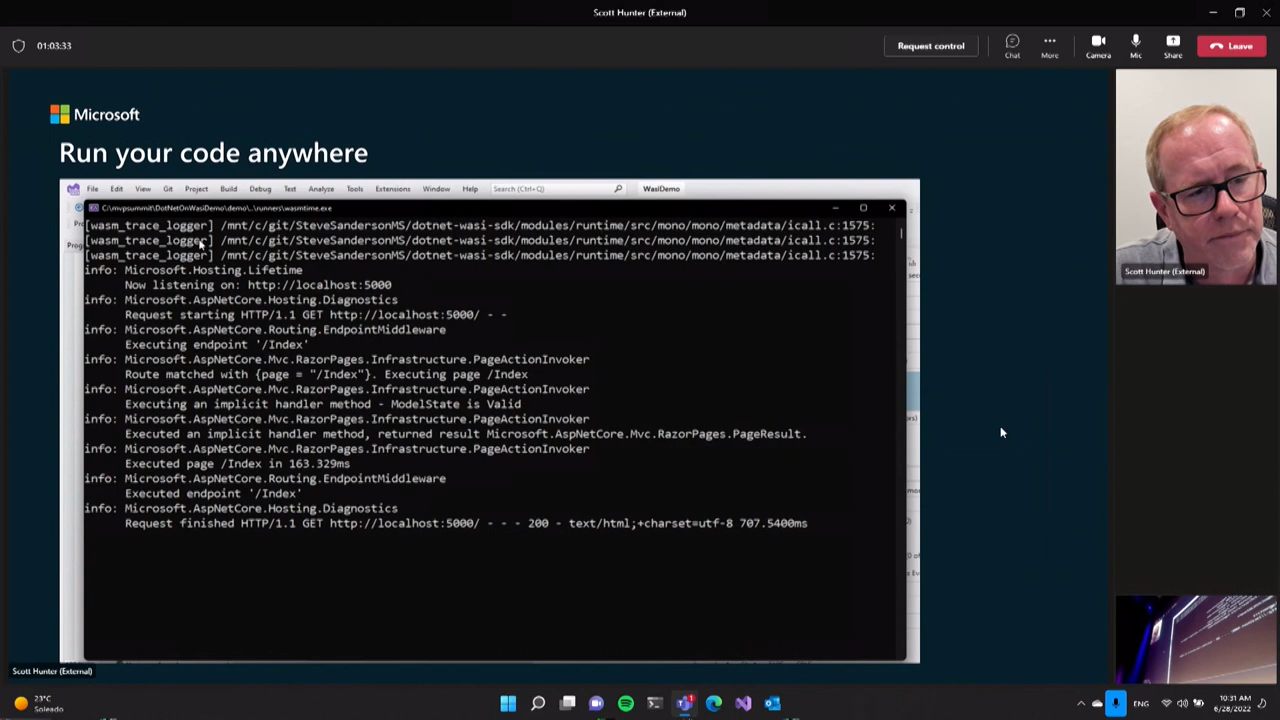 Scott Hunter (External)
01:03:33
Request control
Chat
More
Camera
Mic
Share
Leave
Microsoft
Run your code anywhere
File Edit View Git Project Build Debug Test Analyze Tools Extensions Window Help Search (Ctrl+Q) WasiDemo
C:\mvpsummit\DotNetOnWasiDemo\demo\..\runners\wasmtime.exe
[wasm_trace_logger] /mnt/c/git/SteveSandersonMS/dotnet-wasi-sdk/modules/runtime/src/mono/mono/metadata/icall.c:1575:
[wasm_trace_logger] /mnt/c/git/SteveSandersonMS/dotnet-wasi-sdk/modules/runtime/src/mono/mono/metadata/icall.c:1575:
[wasm_trace_logger] /mnt/c/git/SteveSandersonMS/dotnet-wasi-sdk/modules/runtime/src/mono/mono/metadata/icall.c:1575:
info: Microsoft.Hosting.Lifetime
Now listening on: http://localhost:5000
info: Microsoft.AspNetCore.Hosting.Diagnostics
Request starting HTTP/1.1 GET http://localhost:5000/ - -
info: Microsoft.AspNetCore.Routing.EndpointMiddleware
Executing endpoint '/Index'
info: Microsoft.AspNetCore.Mvc.RazorPages.Infrastructure.PageActionInvoker
Route matched with {page = "/Index"}. Executing page /Index
info: Microsoft.AspNetCore.Mvc.RazorPages.Infrastructure.PageActionInvoker
Executing an implicit handler method - ModelState is Valid
info: Microsoft.AspNetCore.Mvc.RazorPages.Infrastructure.PageActionInvoker
Executed an implicit handler method, returned result Microsoft.AspNetCore.Mvc.RazorPages.PageResult.
info: Microsoft.AspNetCore.Mvc.RazorPages.Infrastructure.PageActionInvoker
Executed page /Index in 163.329ms
info: Microsoft.AspNetCore.Routing.EndpointMiddleware
Executed endpoint '/Index'
info: Microsoft.AspNetCore.Hosting.Diagnostics
Request finished HTTP/1.1 GET http://localhost:5000/ - - - 200 - text/html;+charset=utf-8 707.5400ms
Scott Hunter (External)
Scott Hunter (External)
23°C
Soleado
ENG
10:31 AM
6/28/2022